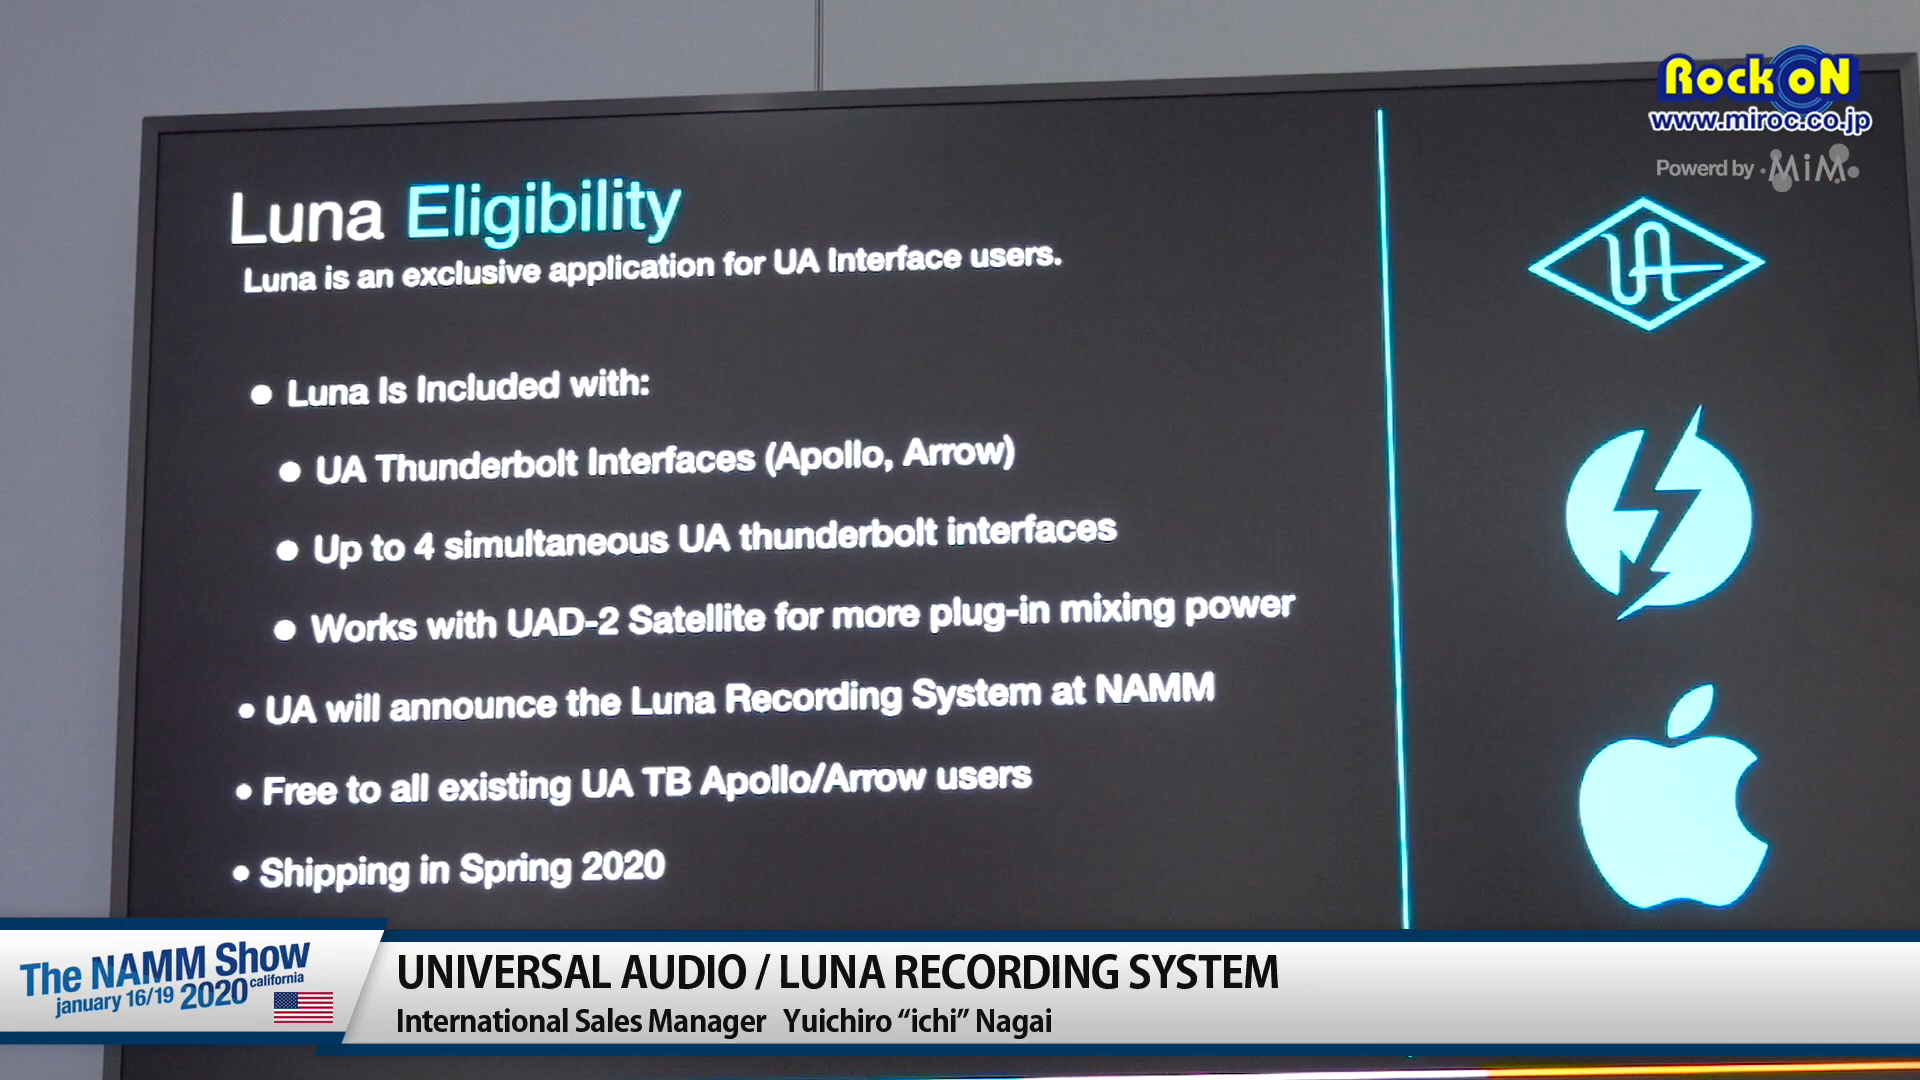 Rock oN
www.miroc.co.jp
Powerd by MiM
Luna Eligibility
Luna is an exclusive application for UA Interface users.
● Luna Is Included with:
● UA Thunderbolt Interfaces (Apollo, Arrow)
● Up to 4 simultaneous UA thunderbolt interfaces
● Works with UAD-2 Satellite for more plug-in mixing power
• UA will announce the Luna Recording System at NAMM
• Free to all existing UA TB Apollo/Arrow users
• Shipping in Spring 2020
UA
The NAMM Show
january 16/19 2020 california
UNIVERSAL AUDIO / LUNA RECORDING SYSTEM
International Sales Manager Yuichiro “ichi” Nagai